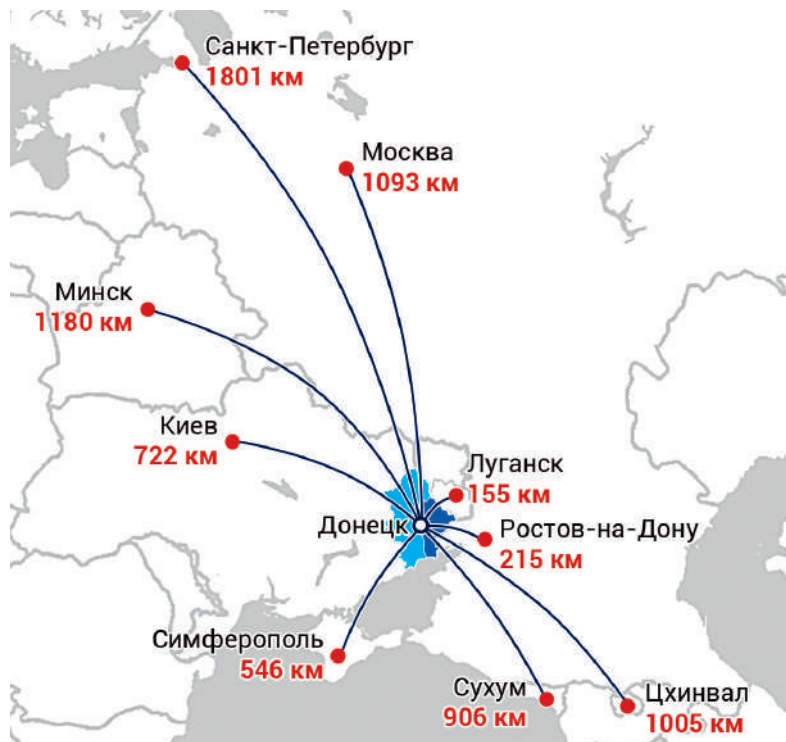 Санкт-Петербург
1801 км
Москва
1093 км
Минск
1180 км
Киев
722 км
Луганск
155 км
Донецк
Ростов-на-Дону
215 км
Симферополь
546 км
Сухум
906 км
Цхинвал
1005 км